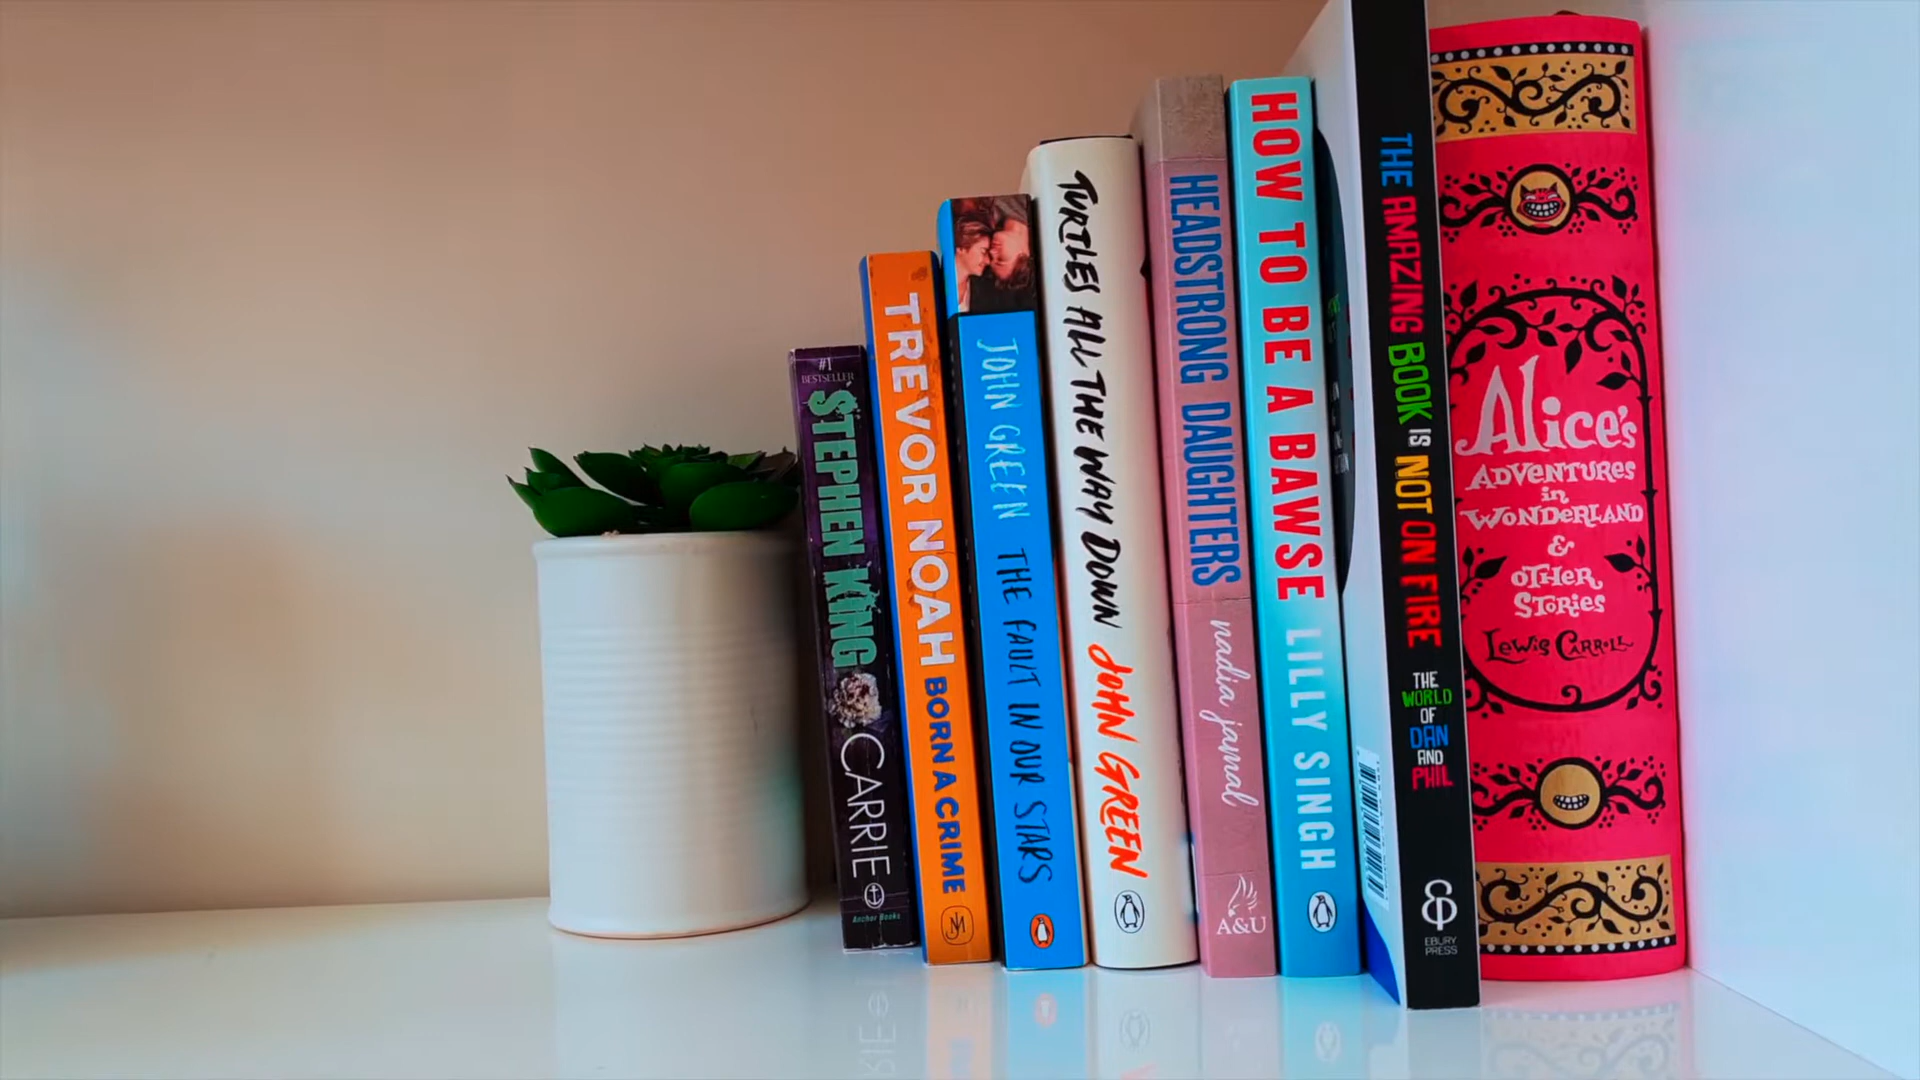 #1
BESTSELLER
STEPHEN KING
CARRIE
Anchor Books
TREVOR NOAH BORN A CRIME
JOHN GREEN THE FAULT IN OUR STARS
TURTLES ALL THE WAY DOWN JOHN GREEN
HEADSTRONG DAUGHTERS nadia jamal
A&U
HOW TO BE A BAWSE LILLY SINGH
THE AMAZING BOOK IS NOT ON FIRE
THE
WORLD
OF
DAN
AND
PHIL
EBURY
PRESS
Alice's
ADVENTURES
in
WONDERLAND
&
OTHER
STORIES
LEWIS CARROLL